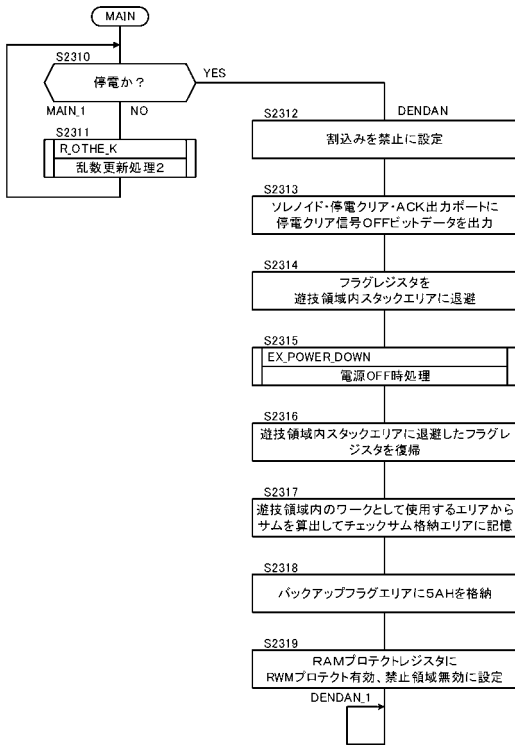 MAIN
S2310
停電か？
YES
MAIN_1
NO
S2311
R_OTHE_K
乱数更新処理２
DENDAN
S2312
割込みを禁止に設定
S2313
ソレノイド・停電クリア・ACK出力ポートに
停電クリア信号OFFビットデータを出力
S2314
フラグレジスタを
遊技領域内スタックエリアに退避
S2315
EX_POWER_DOWN
電源OFF時処理
S2316
遊技領域内スタックエリアに退避したフラグレ
ジスタを復帰
S2317
遊技領域内のワークとして使用するエリアから
サムを算出してチェックサム格納エリアに記憶
S2318
バックアップフラグエリアに５AHを格納
S2319
RAMプロテクトレジスタに
RWMプロテクト有効、禁止領域無効に設定
DENDAN_1